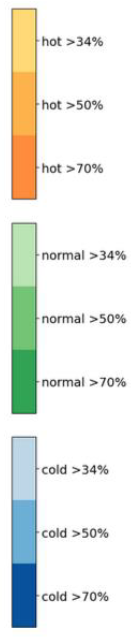 hot >34%
hot >50%
hot >70%
normal >34%
normal >50%
normal >70%
cold >34%
cold >50%
cold >70%